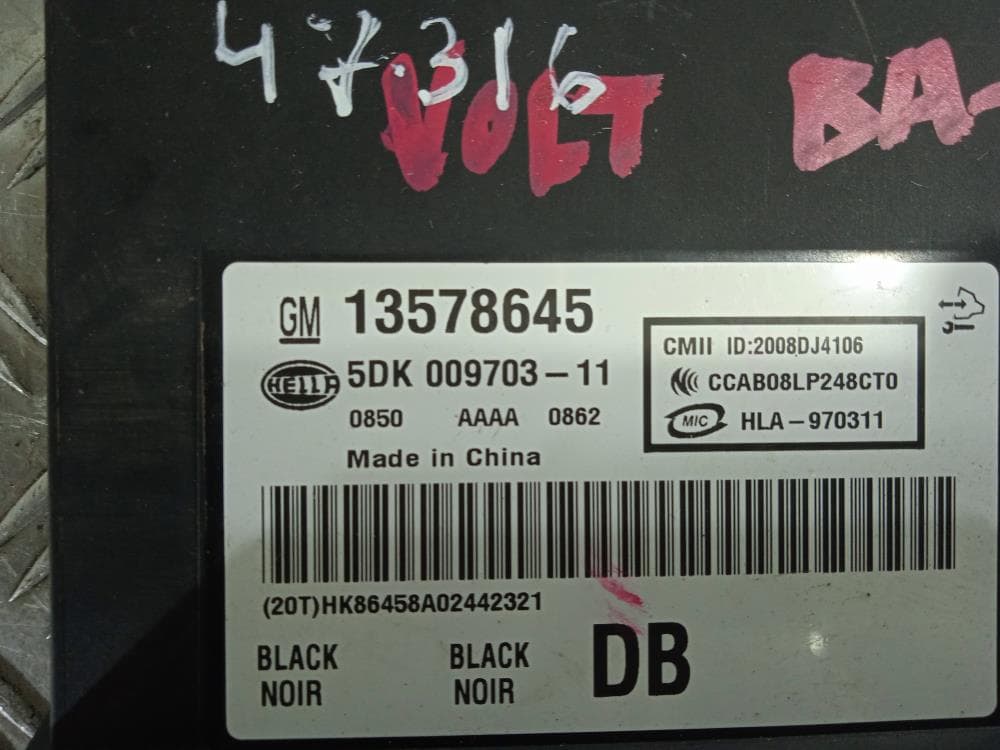 47316
VOLT BA-
GM 13578645
HELLA 5DK 009703-11
0850 AAAA 0862
Made in China
CMII ID:2008DJ4106
CCAB08LP248CT0
MIC HLA-970311
(20T)HK86458A02442321
BLACK BLACK DB
NOIR NOIR